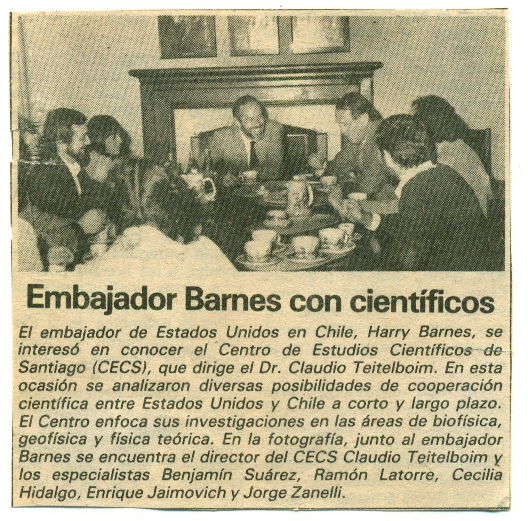 Embajador Barnes con científicos
El embajador de Estados Unidos en Chile, Harry Barnes, se
interesó en conocer el Centro de Estudios Científicos de
Santiago (CECS), que dirige el Dr. Claudio Teitelboim. En esta
ocasión se analizaron diversas posibilidades de cooperación
científica entre Estados Unidos y Chile a corto y largo plazo.
El Centro enfoca sus investigaciones en las áreas de biofísica,
geofísica y física teórica. En la fotografía, junto al embajador
Barnes se encuentra el director del CECS Claudio Teitelboim y
los especialistas Benjamín Suárez, Ramón Latorre, Cecilia
Hidalgo, Enrique Jaimovich y Jorge Zanelli.